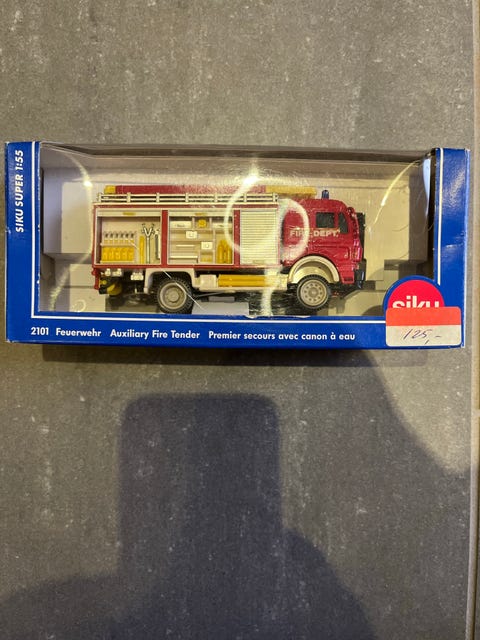 SIKU SUPER 1:55
FIRE-DEPT.
siku
125,-
2101 Feuerwehr Auxiliary Fire Tender Premier secours avec canon à eau